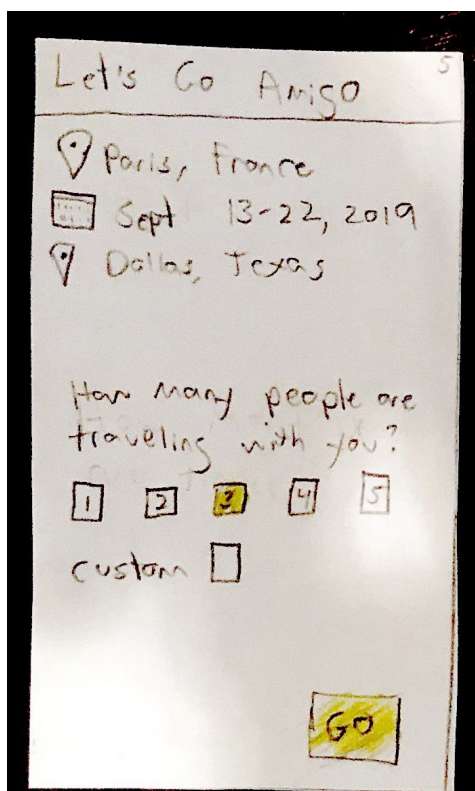 5
Let's Go Amigo
Paris, France
Sept 13-22, 2019
Dallas, Texas
How many people are
traveling with you?
1 2 3 4 5
custom
GO